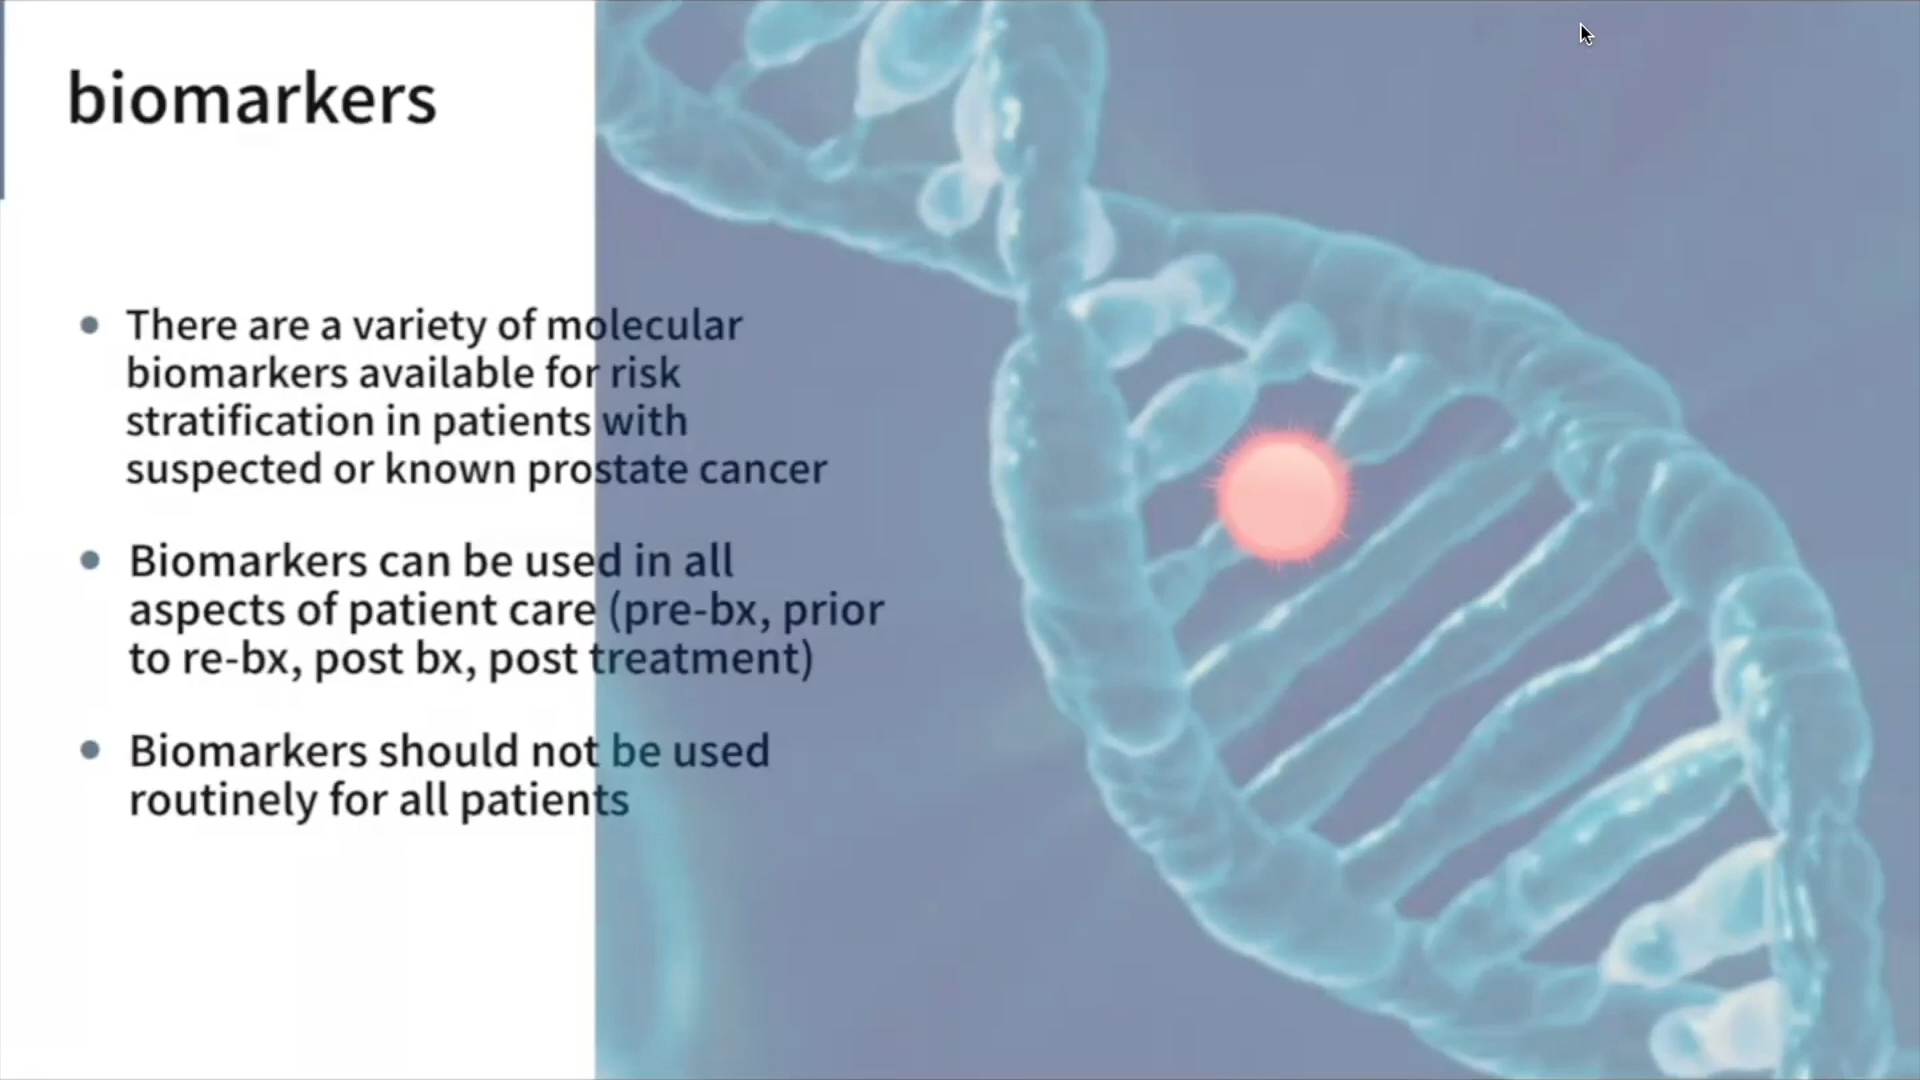 biomarkers
There are a variety of molecular
biomarkers available for risk
stratification in patients with
suspected or known prostate cancer
Biomarkers can be used in all
aspects of patient care (pre-bx, prior
to re-bx, post bx, post treatment)
Biomarkers should not be used
routinely for all patients